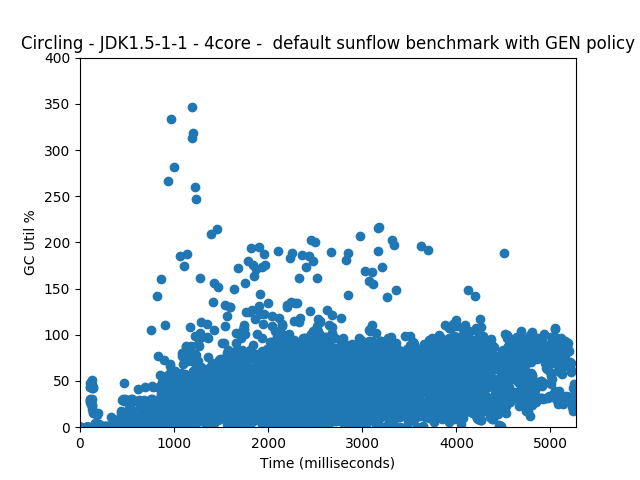 Circling - JDK1.5-1-1 - 4core -  default sunflow benchmark with GEN policy
400
350
300
250
200
150
100
50
0
GC Util %
0 1000 2000 3000 4000 5000
Time (milliseconds)